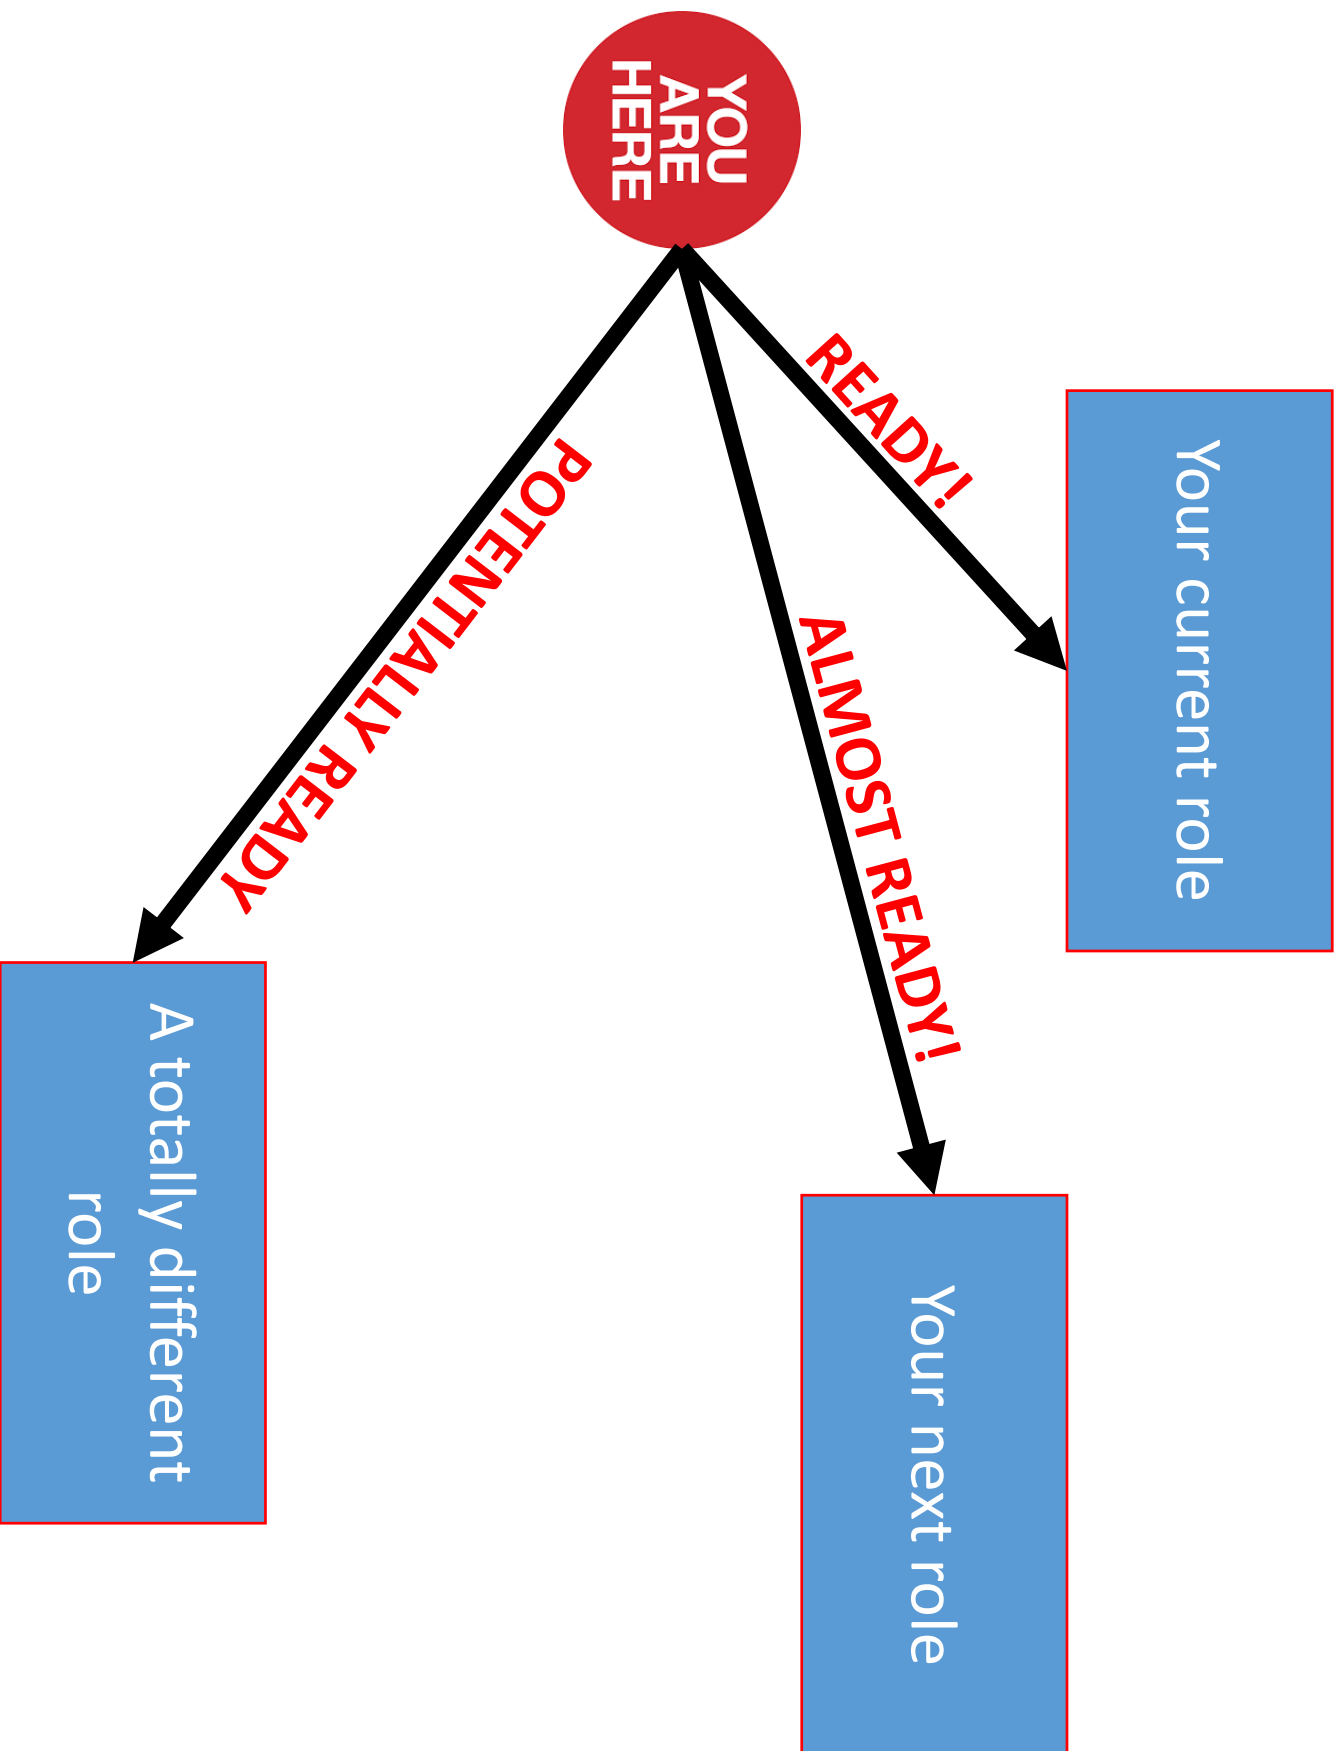 YOU
ARE
HERE
READY!
Your current role
ALMOST READY!
Your next role
POTENTIALLY READY
A totally different
role